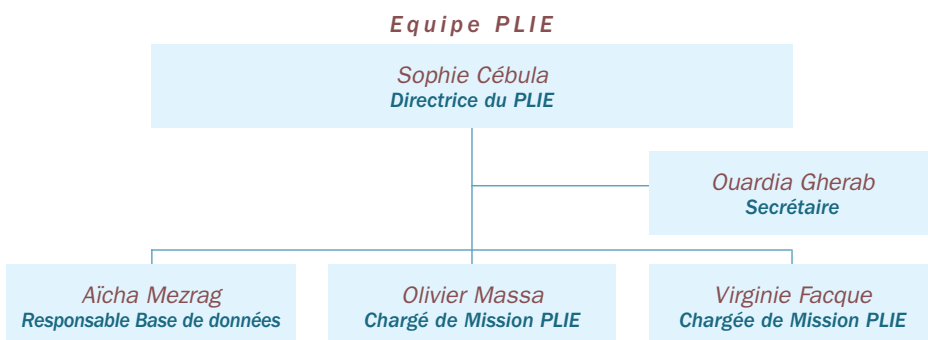 Equipe PLIE
Sophie Cébula
Directrice du PLIE
Ouardia Gherab
Secrétaire
Aïcha Mezrag
Responsable Base de données
Olivier Massa
Chargé de Mission PLIE
Virginie Facque
Chargée de Mission PLIE